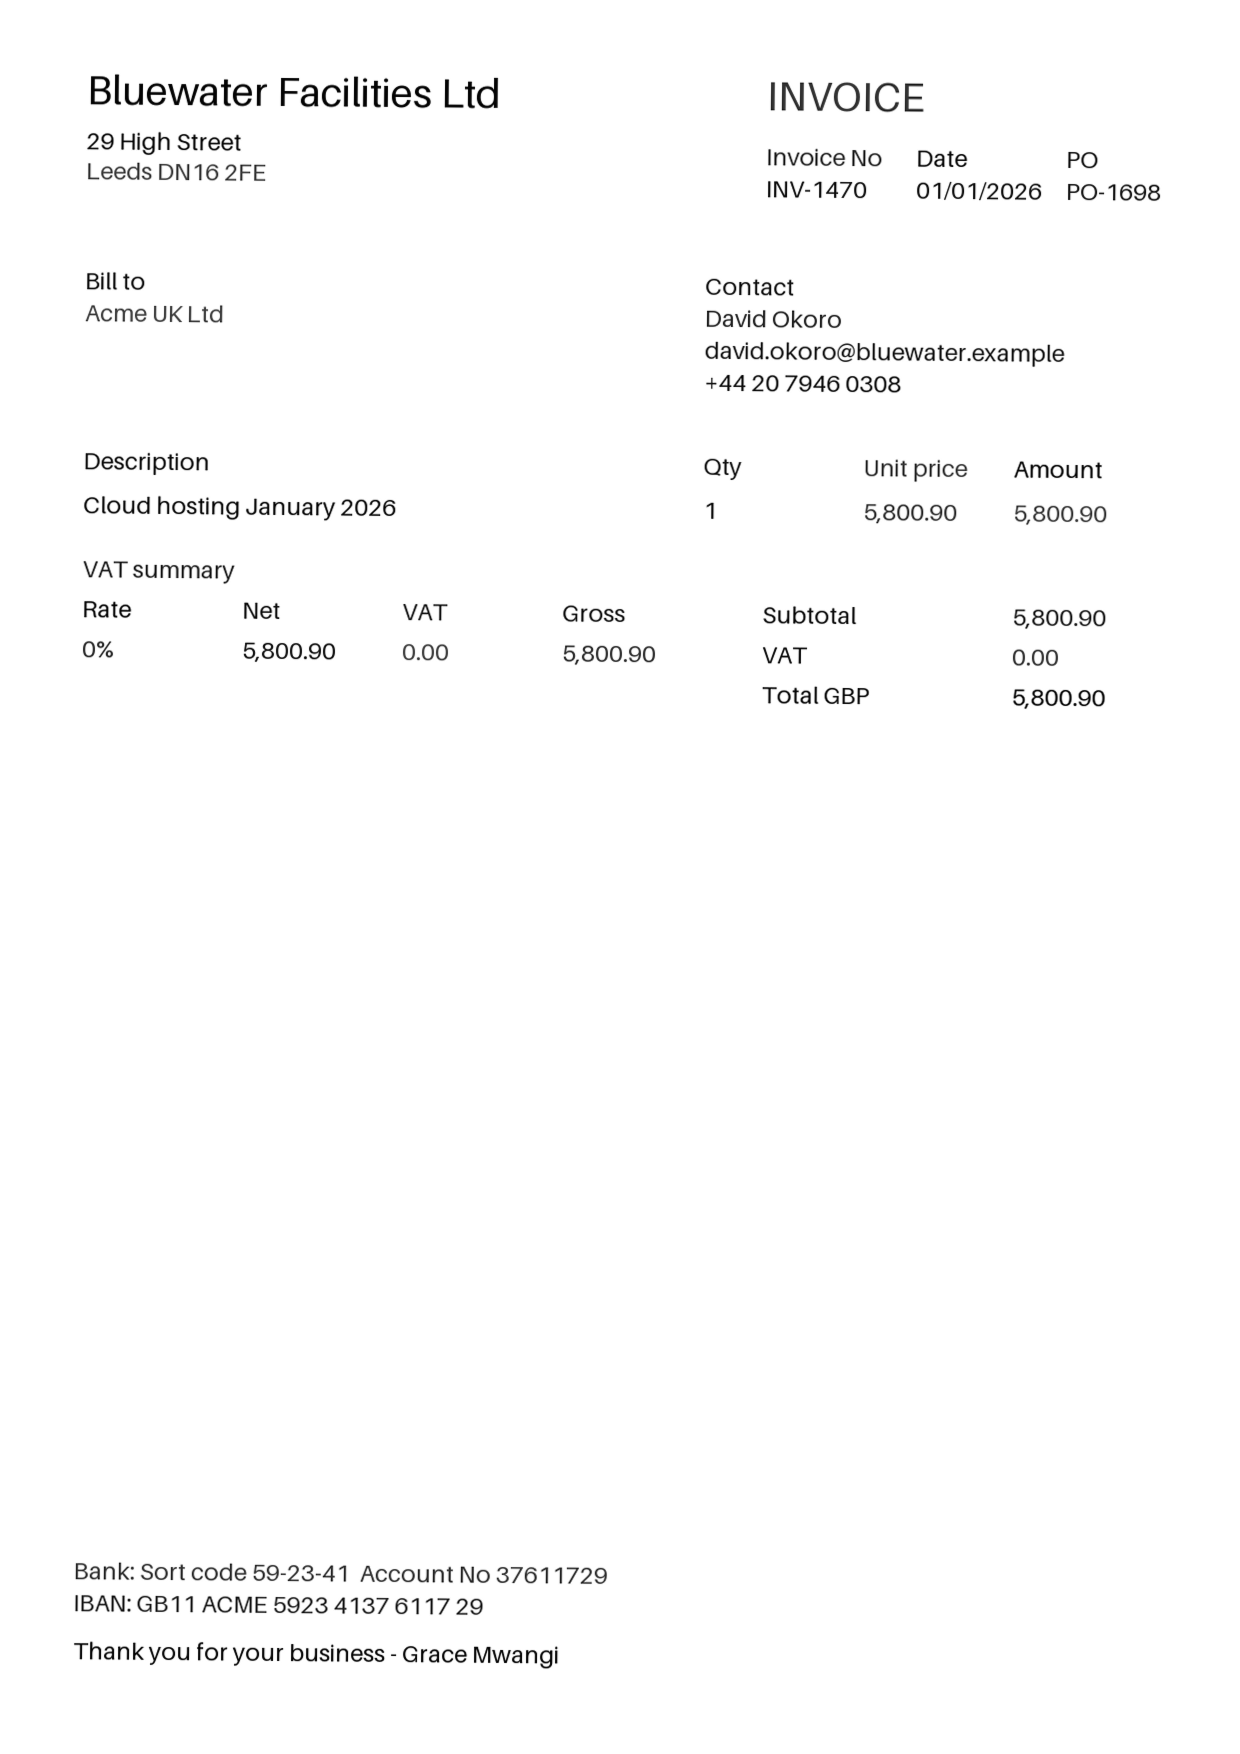 Bluewater Facilities Ltd
29 High Street
Leeds DN16 2FE
INVOICE
Invoice No Date PO
INV-1470 01/01/2026 PO-1698
Bill to
Acme UK Ltd
Contact
David Okoro
david.okoro@bluewater.example
+44 20 7946 0308
Description Qty Unit price Amount
Cloud hosting January 2026 1 5,800.90 5,800.90
VAT summary
Rate Net VAT Gross
0% 5,800.90 0.00 5,800.90
Subtotal 5,800.90
VAT 0.00
Total GBP 5,800.90
Bank: Sort code 59-23-41 Account No 37611729
IBAN: GB11 ACME 5923 4137 6117 29
Thank you for your business - Grace Mwangi